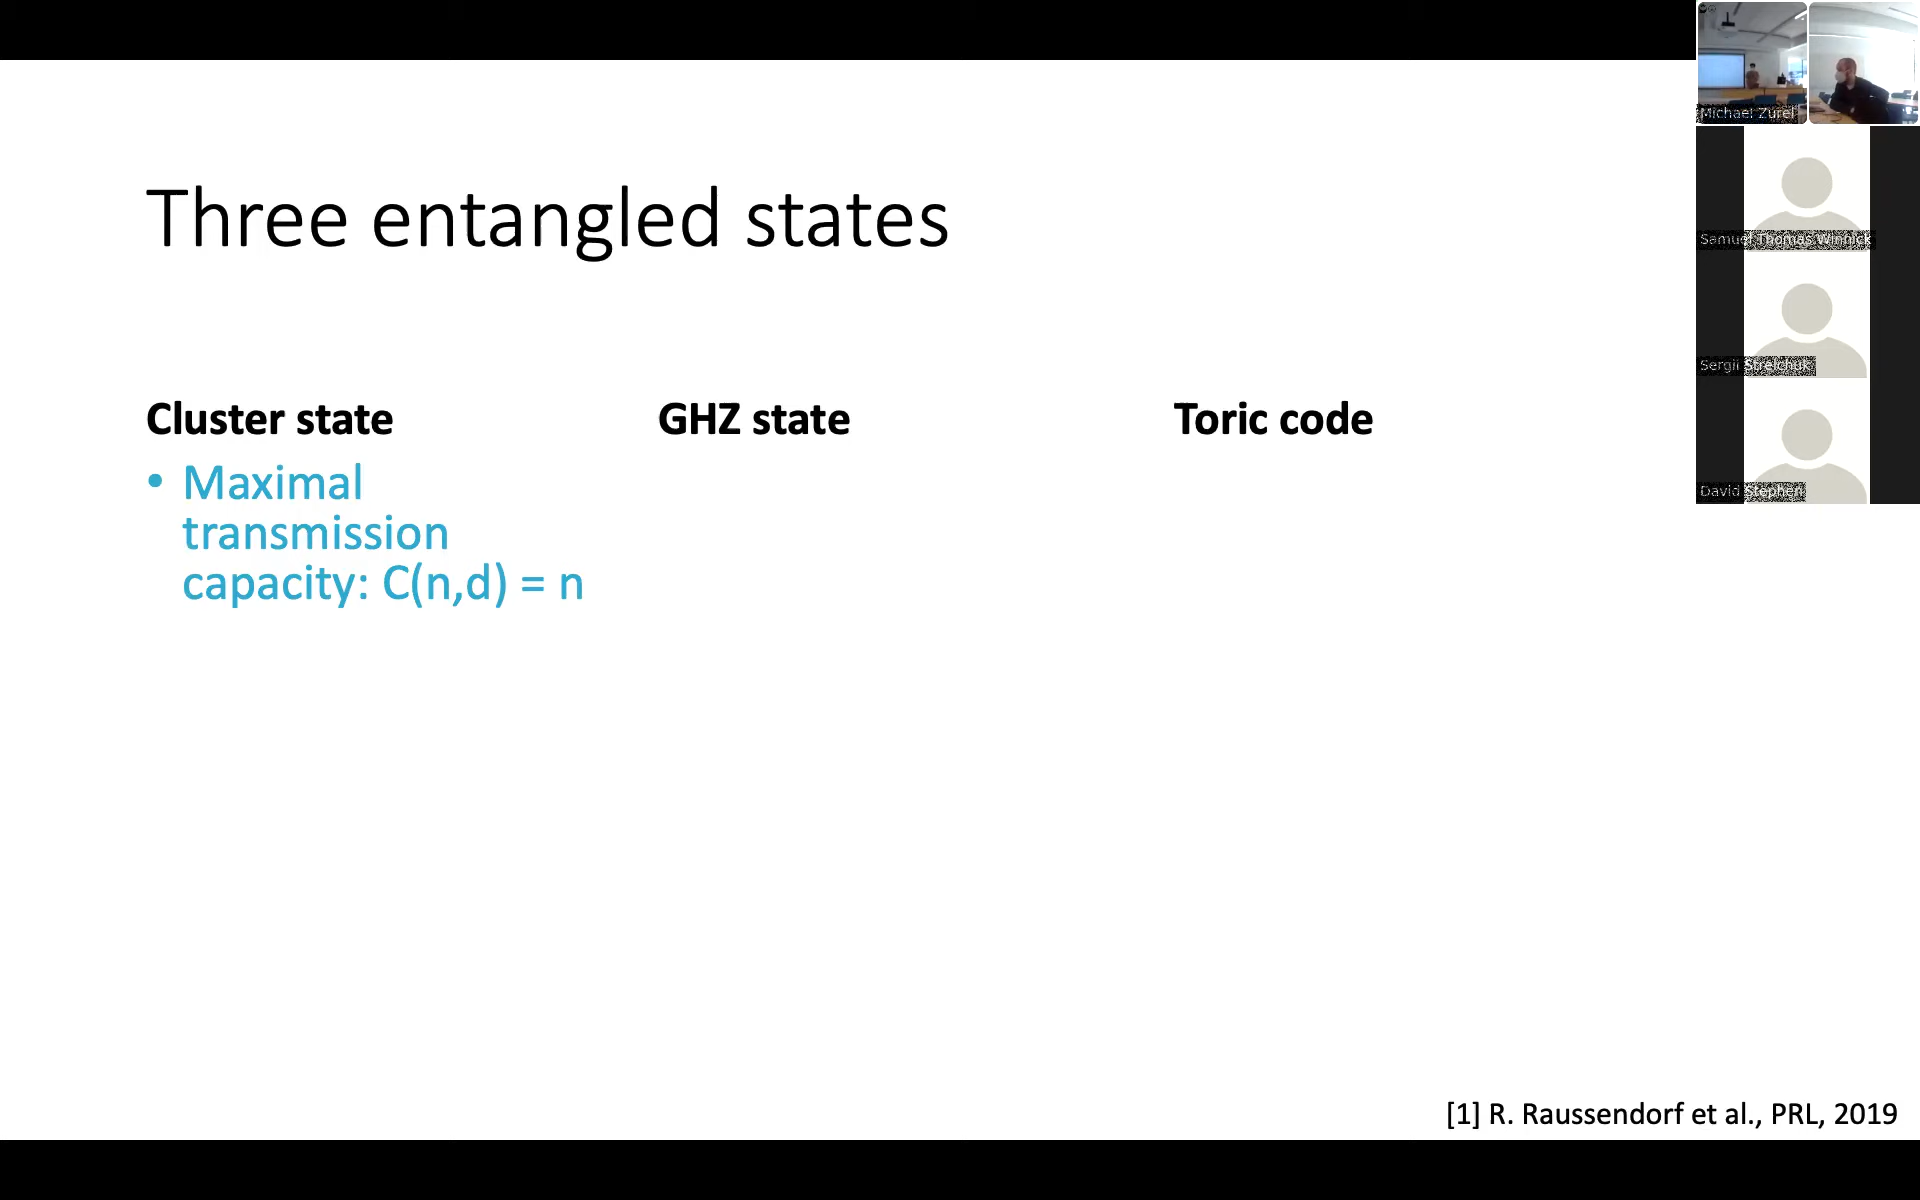 Three entangled states
Cluster state
GHZ state
Toric code
• Maximal
transmission
capacity: C(n,d) = n
[1] R. Raussendorf et al., PRL, 2019
Michael Zurel
Samuel Thomas Winnick
Sergii Strelchuk
David Stephen